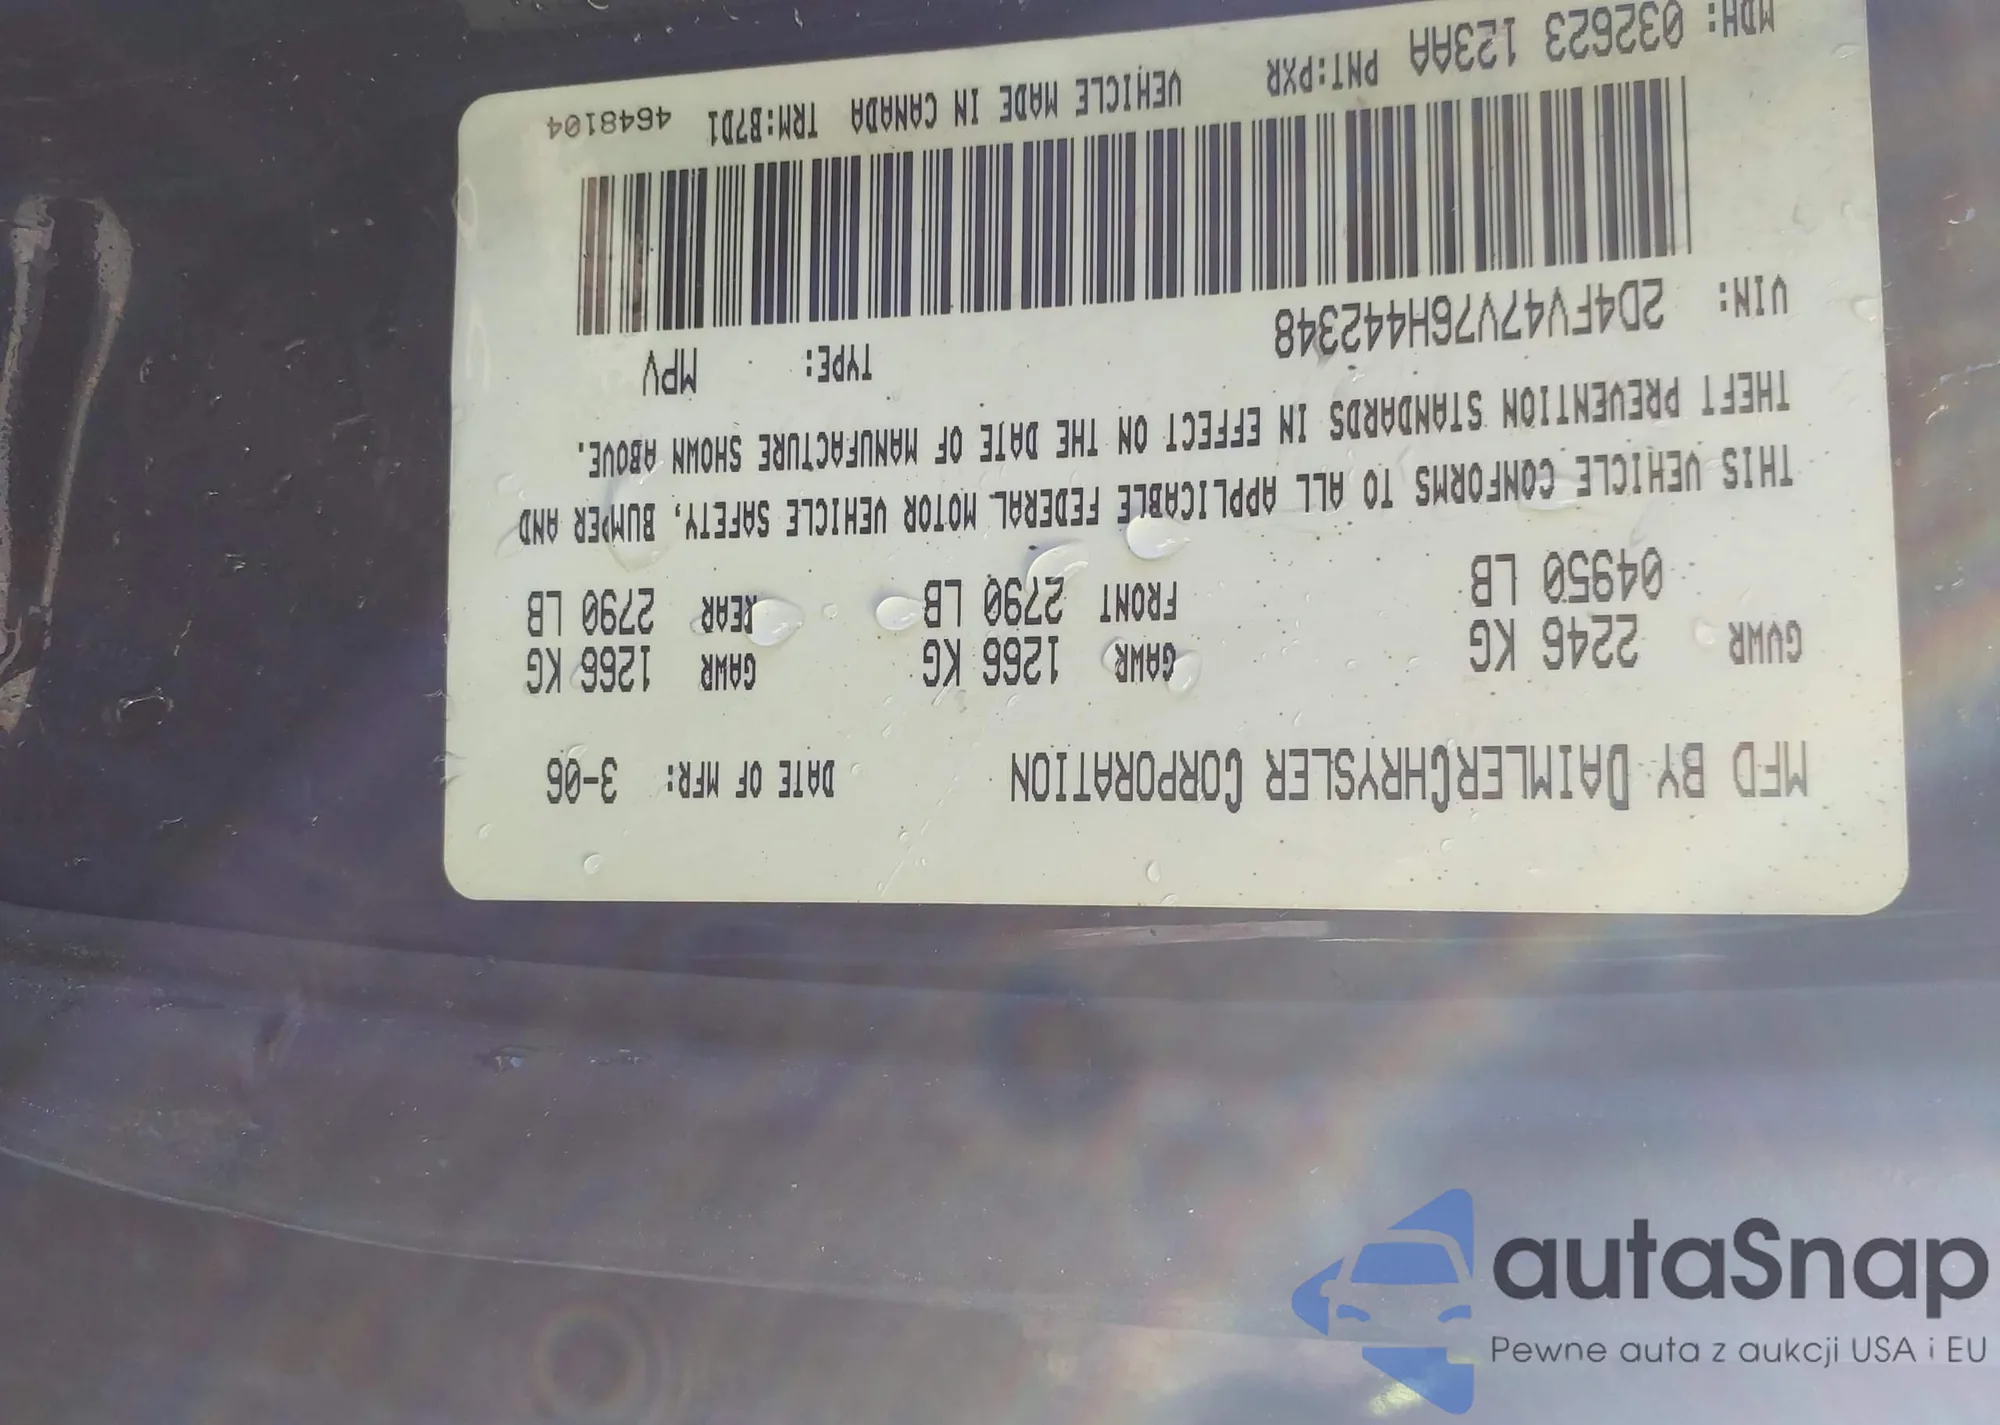 MFD BY DAIMLERCHRYSLER CORPORATION DATE OF MFR: 3-06
GVWR 2246 KG GAWR 1266 KG GAWR 1266 KG
04950 LB FRONT 2790 LB REAR 2790 LB
THIS VEHICLE CONFORMS TO ALL APPLICABLE FEDERAL MOTOR VEHICLE SAFETY, BUMPER AND
THEFT PREVENTION STANDARDS IN EFFECT ON THE DATE OF MANUFACTURE SHOWN ABOVE.
VIN: 2D4FV47V76H442348 TYPE: MPV
MDH: 032623 123AA PNT:PXR VEHICLE MADE IN CANADA TRM:B7D1 4648104
autaSnap
Pewne auta z aukcji USA i EU